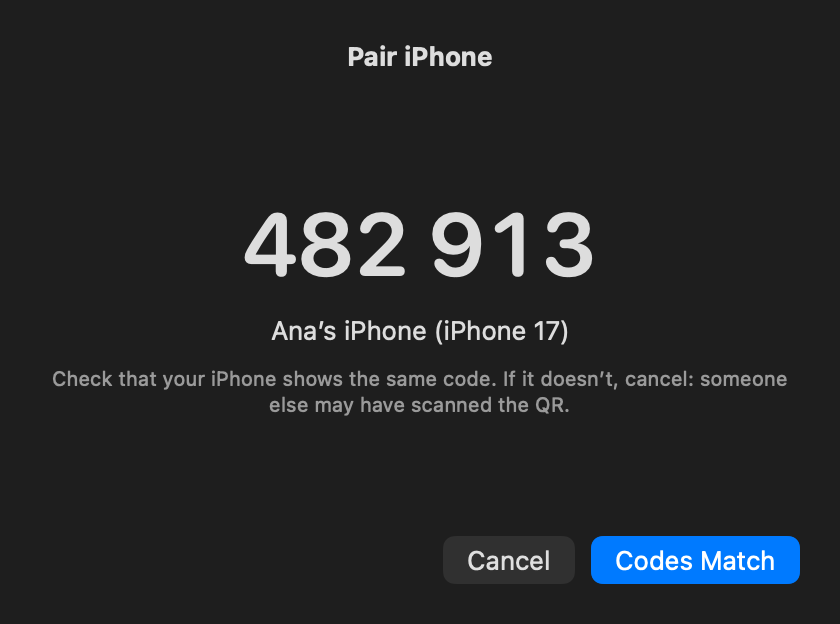 Pair iPhone
482 913
Ana’s iPhone (iPhone 17)
Check that your iPhone shows the same code. If it doesn’t, cancel: someone
else may have scanned the QR.
Cancel
Codes Match